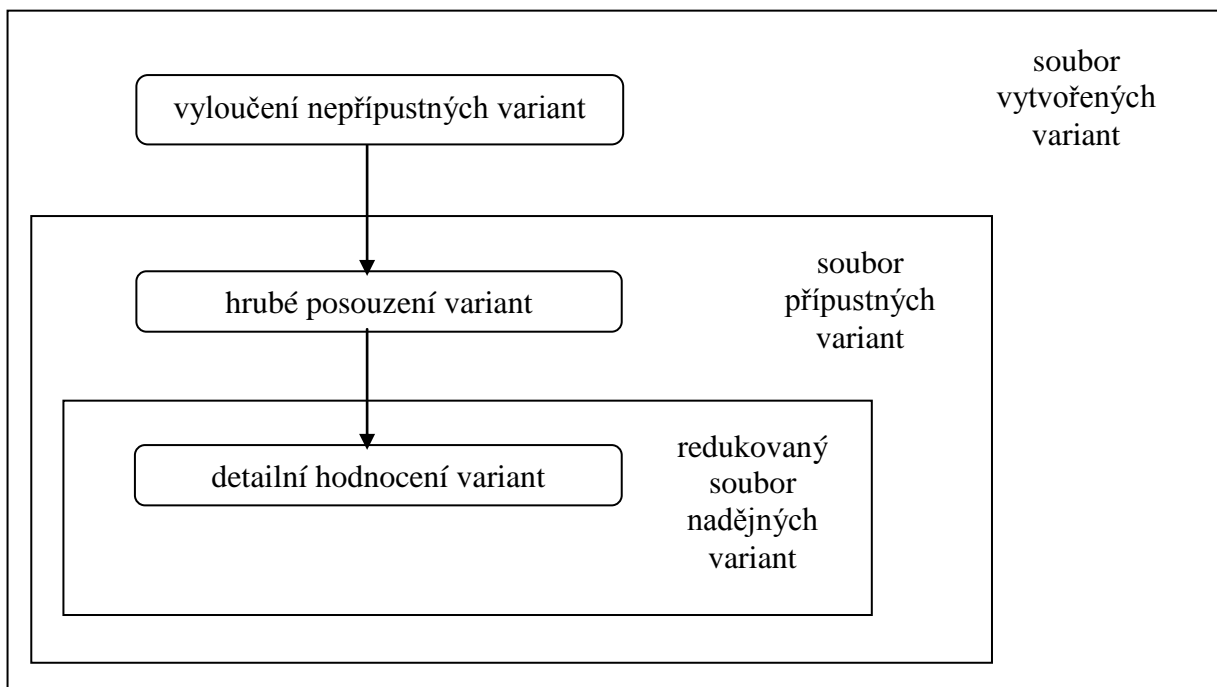 soubor
vytvořených
variant
vyloučení nepřípustných variant
soubor
přípustných
variant
hrubé posouzení variant
redukovaný
soubor
nadějných
variant
detailní hodnocení variant